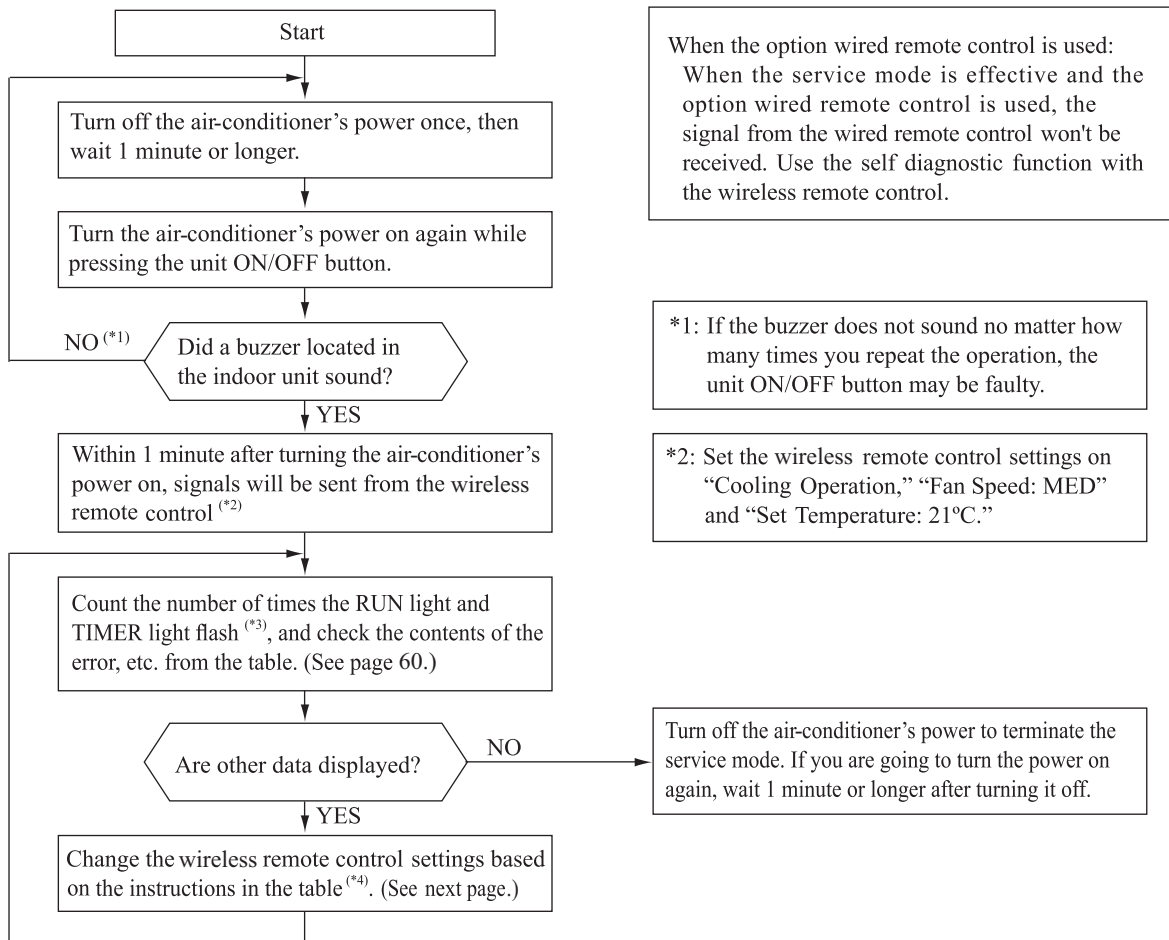 Start
Turn off the air-conditioner's power once, then
wait 1 minute or longer.
Turn the air-conditioner's power on again while
pressing the unit ON/OFF button.
NO (*1)
Did a buzzer located in
the indoor unit sound?
YES
Within 1 minute after turning the air-conditioner's
power on, signals will be sent from the wireless
remote control (*2)
Count the number of times the RUN light and
TIMER light flash (*3), and check the contents of the
error, etc. from the table. (See page 60.)
Are other data displayed?
NO
YES
Change the wireless remote control settings based
on the instructions in the table (*4). (See next page.)
When the option wired remote control is used:
When the service mode is effective and the
option wired remote control is used, the
signal from the wired remote control won't be
received. Use the self diagnostic function with
the wireless remote control.
*1: If the buzzer does not sound no matter how
many times you repeat the operation, the
unit ON/OFF button may be faulty.
*2: Set the wireless remote control settings on
"Cooling Operation," "Fan Speed: MED"
and "Set Temperature: 21ºC."
Turn off the air-conditioner's power to terminate the
service mode. If you are going to turn the power on
again, wait 1 minute or longer after turning it off.